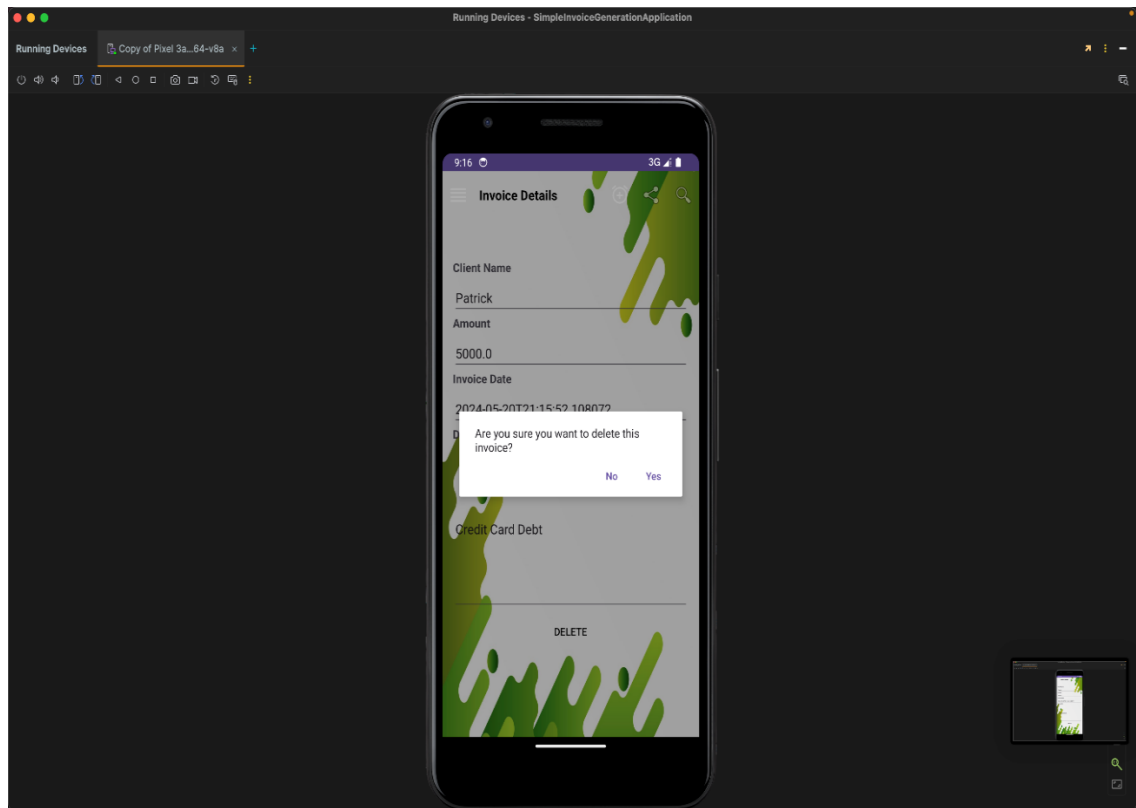 Running Devices - SimpleInvoiceGenerationApplication
Running Devices
Copy of Pixel 3a...64-v8a
9:16
3G
Invoice Details
Client Name
Patrick
Amount
5000.0
Invoice Date
2024-05-20T21:15:52.108072
D
Are you sure you want to delete this
invoice?
No Yes
Credit Card Debt
DELETE